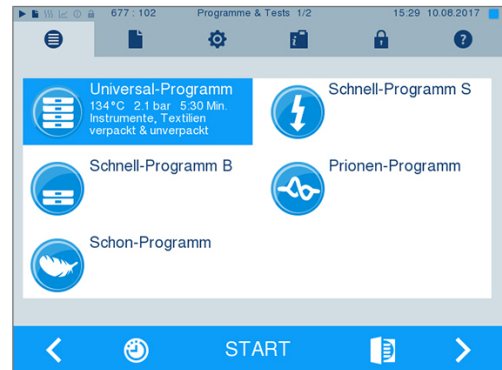 677 : 102 Programme & Tests 1/2 15:29 10.08.2017
Universal-Programm
134°C 2.1 bar 5:30 Min.
Instrumente, Textilien
verpackt & unverpackt
Schnell-Programm S
Schnell-Programm B
Prionen-Programm
Schon-Programm
START